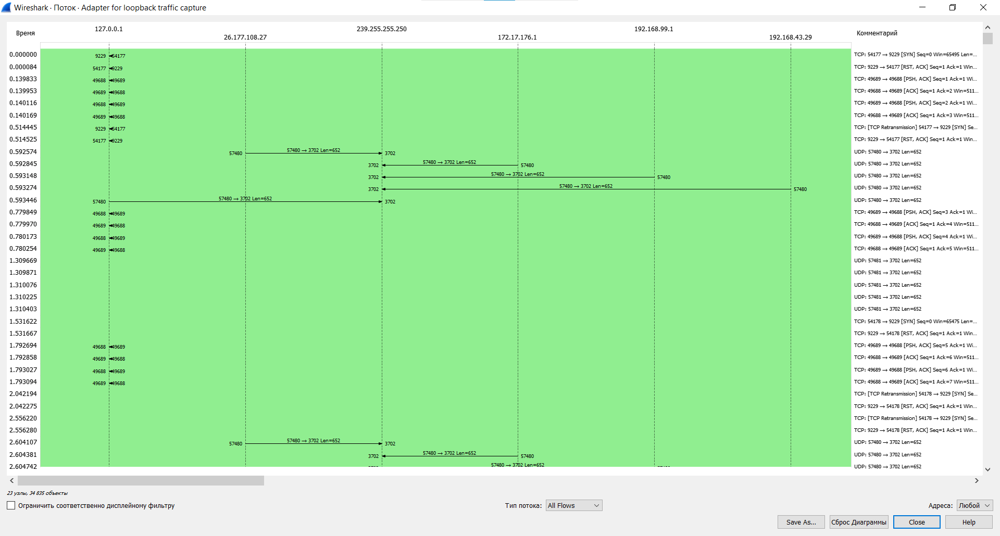 Wireshark · Поток · Adapter for loopback traffic capture
Время 127.0.0.1 26.177.108.27 239.255.255.250 172.17.176.1 192.168.99.1 192.168.43.29 Комментарий
0.000000 9229 54177 TCP: 54177 → 9229 [SYN] Seq=0 Win=65495 Len=...
0.000084 54177 9229 TCP: 9229 → 54177 [RST, ACK] Seq=1 Ack=1 Win...
0.139833 49688 49689 TCP: 49689 → 49688 [PSH, ACK] Seq=1 Ack=1 Wi...
0.139953 49689 49688 TCP: 49688 → 49689 [ACK] Seq=1 Ack=2 Win=511...
0.140116 49688 49689 TCP: 49689 → 49688 [PSH, ACK] Seq=2 Ack=1 Wi...
0.140169 49689 49688 TCP: 49688 → 49689 [ACK] Seq=1 Ack=3 Win=511...
0.514445 9229 54177 TCP: [TCP Retransmission] 54177 → 9229 [SYN] Se...
0.514525 54177 9229 TCP: 9229 → 54177 [RST, ACK] Seq=1 Ack=1 Win...
0.592574 57480 57480 → 3702 Len=652 3702 UDP: 57480 → 3702 Len=652
0.592845 3702 57480 → 3702 Len=652 57480 UDP: 57480 → 3702 Len=652
0.593148 3702 57480 → 3702 Len=652 57480 UDP: 57480 → 3702 Len=652
0.593274 3702 57480 → 3702 Len=652 57480 UDP: 57480 → 3702 Len=652
0.593446 57480 57480 → 3702 Len=652 3702 UDP: 57480 → 3702 Len=652
0.779849 49688 49689 TCP: 49689 → 49688 [PSH, ACK] Seq=3 Ack=1 Wi...
0.779970 49689 49688 TCP: 49688 → 49689 [ACK] Seq=1 Ack=4 Win=511...
0.780173 49688 49689 TCP: 49689 → 49688 [PSH, ACK] Seq=4 Ack=1 Wi...
0.780254 49689 49688 TCP: 49688 → 49689 [ACK] Seq=1 Ack=5 Win=511...
1.309669 UDP: 57481 → 3702 Len=652
1.309871 UDP: 57481 → 3702 Len=652
1.310076 UDP: 57481 → 3702 Len=652
1.310225 UDP: 57481 → 3702 Len=652
1.310403 UDP: 57481 → 3702 Len=652
1.531622 TCP: 54178 → 9229 [SYN] Seq=0 Win=65475 Len=...
1.531667 TCP: 9229 → 54178 [RST, ACK] Seq=1 Ack=1 Win...
1.792694 49688 49689 TCP: 49689 → 49688 [PSH, ACK] Seq=5 Ack=1 Wi...
1.792858 49689 49688 TCP: 49688 → 49689 [ACK] Seq=1 Ack=6 Win=511...
1.793027 49688 49689 TCP: 49689 → 49688 [PSH, ACK] Seq=6 Ack=1 Wi...
1.793094 49689 49688 TCP: 49688 → 49689 [ACK] Seq=1 Ack=7 Win=511...
2.042194 TCP: [TCP Retransmission] 54178 → 9229 [SYN] Se...
2.042275 TCP: 9229 → 54178 [RST, ACK] Seq=1 Ack=1 Win...
2.556220 TCP: [TCP Retransmission] 54178 → 9229 [SYN] Se...
2.556280 TCP: 9229 → 54178 [RST, ACK] Seq=1 Ack=1 Win...
2.604107 57480 57480 → 3702 Len=652 3702 UDP: 57480 → 3702 Len=652
2.604381 3702 57480 → 3702 Len=652 57480 UDP: 57480 → 3702 Len=652
2.604742 57480 → 3702 Len=652 UDP: 57480 → 3702 Len=652
23 узлы, 34 835 объекты
Ограничить соответственно дисплейному фильтру Тип потока: All Flows Адреса: Любой
Save As... Сброс Диаграммы Close Help